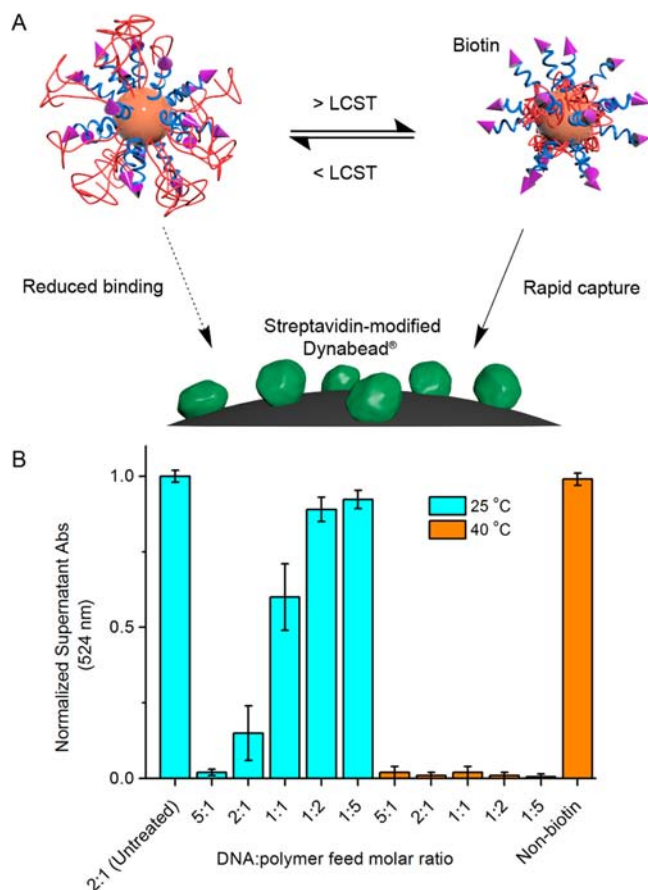 A
Biotin
> LCST
< LCST
Reduced binding
Rapid capture
Streptavidin-modified
Dynabead®
B
Normalized Supernatant Abs
(524 nm)
1.0
0.5
0.0
25 °C
40 °C
2:1 (Untreated)
5:1
2:1
1:1
1:2
1:5
5:1
2:1
1:1
1:2
1:5
Non-biotin
DNA:polymer feed molar ratio